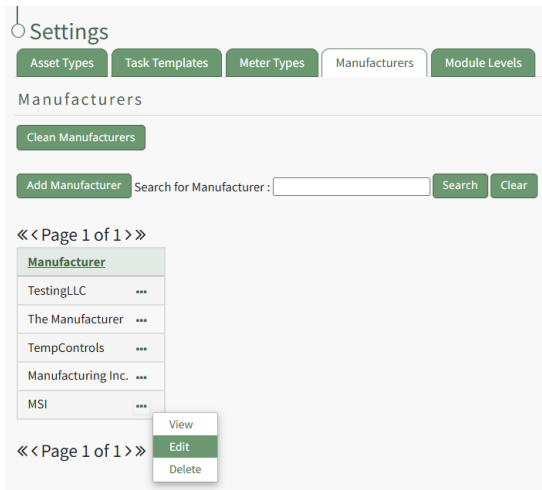 Settings
Asset Types Task Templates Meter Types Manufacturers Module Levels
Manufacturers
Clean Manufacturers
Add Manufacturer Search for Manufacturer : Search Clear
«‹ Page 1 of 1 ›»
Manufacturer
TestingLLC ...
The Manufacturer ...
TempControls ...
Manufacturing Inc. ...
MSI ...
View
Edit
Delete
«‹ Page 1 of 1 ›»